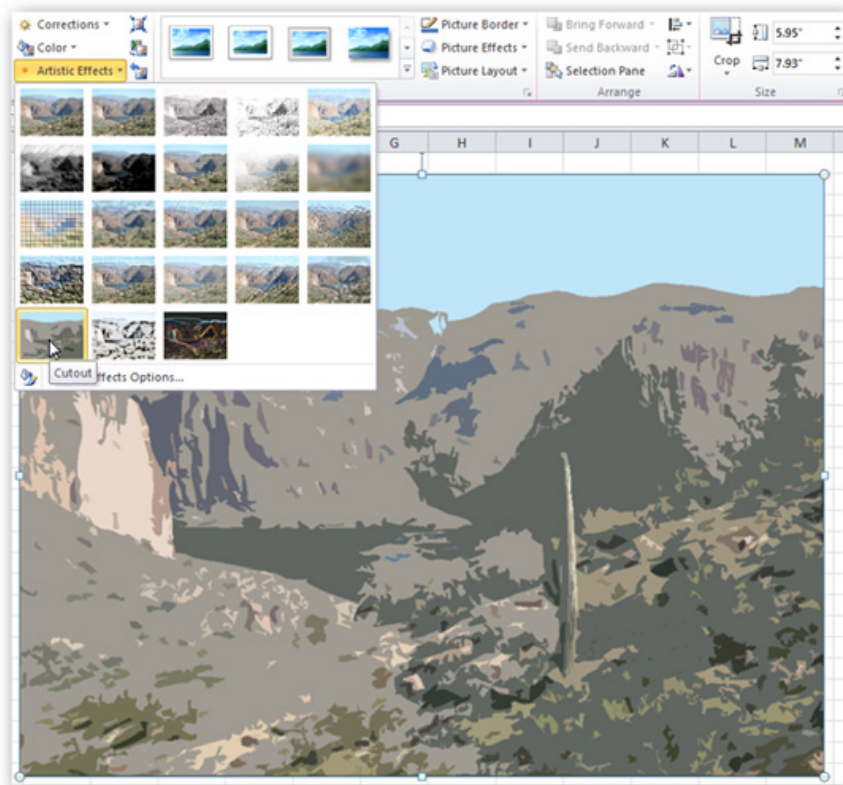 Corrections
Color
Artistic Effects
Picture Border
Picture Effects
Picture Layout
Bring Forward
Send Backward
Selection Pane
Arrange
Crop
5.95"
7.93"
Size
G H I J K L M
Cutout
ffects Options...